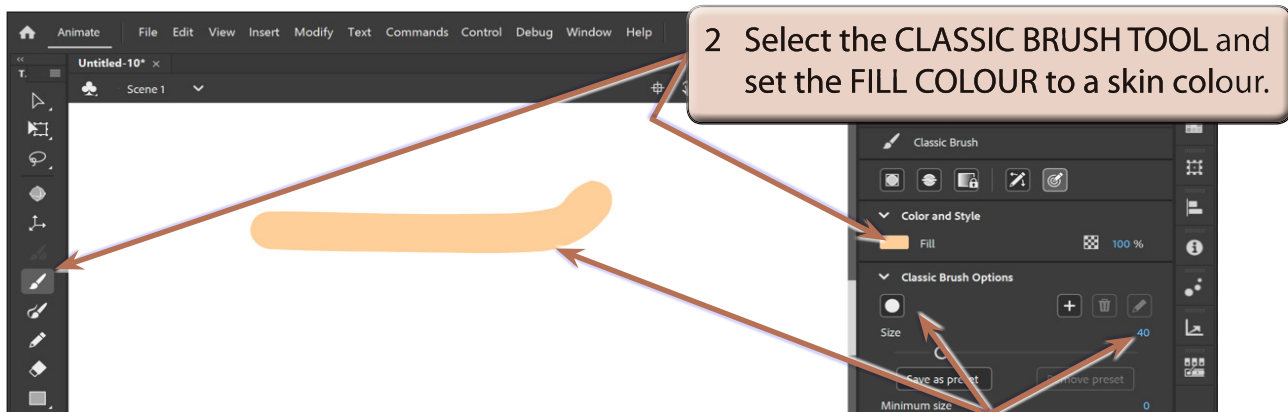 Animate File Edit View Insert Modify Text Commands Control Debug Window Help
2 Select the CLASSIC BRUSH TOOL and
set the FILL COLOUR to a skin colour.
Untitled-10* ×
T.
Scene 1
Classic Brush
Color and Style
Fill 100 %
Classic Brush Options
Size 40
Save as preset Remove preset
Minimum size 0